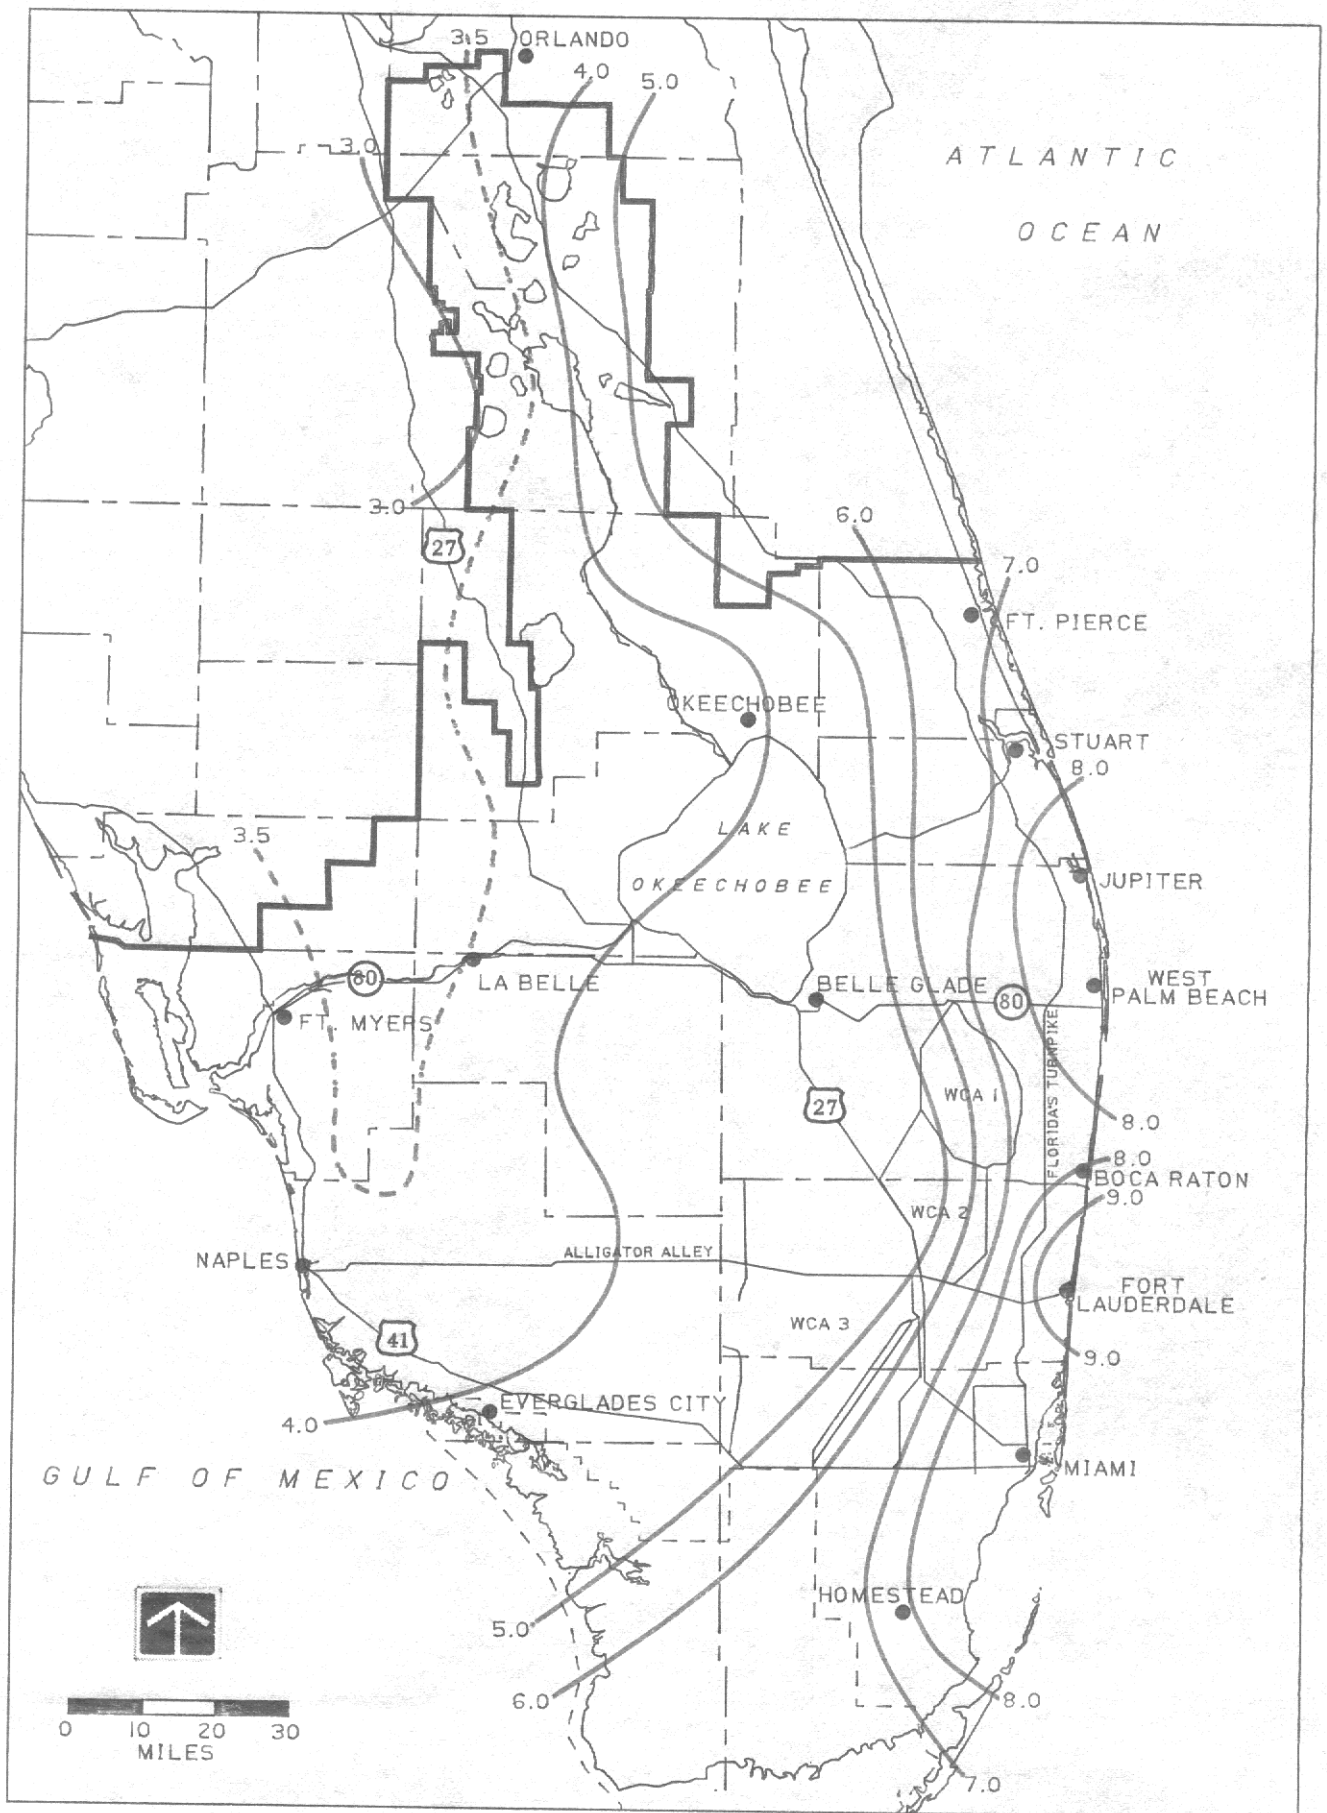 3.5
ORLANDO
4.0
5.0
3.0
ATLANTIC
OCEAN
3.0
27
6.0
7.0
FT. PIERCE
OKEECHOBEE
STUART
8.0
LAKE
OKEECHOBEE
3.5
JUPITER
80
LA BELLE
BELLE GLADE
80
WEST
PALM BEACH
FT. MYERS
FLORIDA'S TURNPIKE
27
WCA 1
8.0
8.0
BOCA RATON
9.0
WCA 2
NAPLES
ALLIGATOR ALLEY
FORT
LAUDERDALE
WCA 3
41
9.0
EVERGLADES CITY
4.0
GULF OF MEXICO
MIAMI
HOMESTEAD
5.0
6.0
8.0
0 10 20 30
MILES
7.0